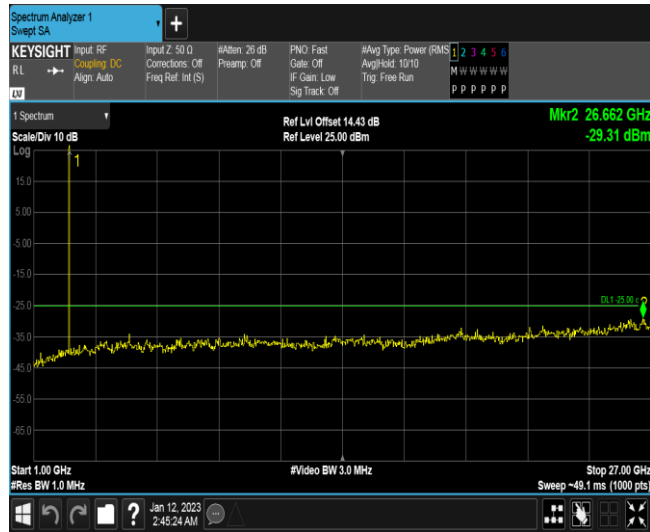 Spectrum Analyzer 1
Swept SA
+
KEYSIGHT
RL
LXI
Input: RF
Coupling: DC
Align: Auto
Input Z: 50 Ω
Corrections: Off
Freq Ref: Int (S)
#Atten: 26 dB
Preamp: Off
PNO: Fast
Gate: Off
IF Gain: Low
Sig Track: Off
#Avg Type: Power (RMS
Avg|Hold: 10/10
Trig: Free Run
1 2 3 4 5 6
M W W W W W
P P P P P P
1 Spectrum
Scale/Div 10 dB
Log
Ref Lvl Offset 14.43 dB
Ref Level 25.00 dBm
Mkr2 26.662 GHz
-29.31 dBm
1
15.0
5.00
-5.00
-15.0
-25.0
DL1 -25.00
2
-35.0
-45.0
-55.0
-65.0
Start 1.00 GHz
#Res BW 1.0 MHz
#Video BW 3.0 MHz
Stop 27.00 GHz
Sweep ~49.1 ms (1000 pts)
?
Jan 12, 2023
2:45:24 AM